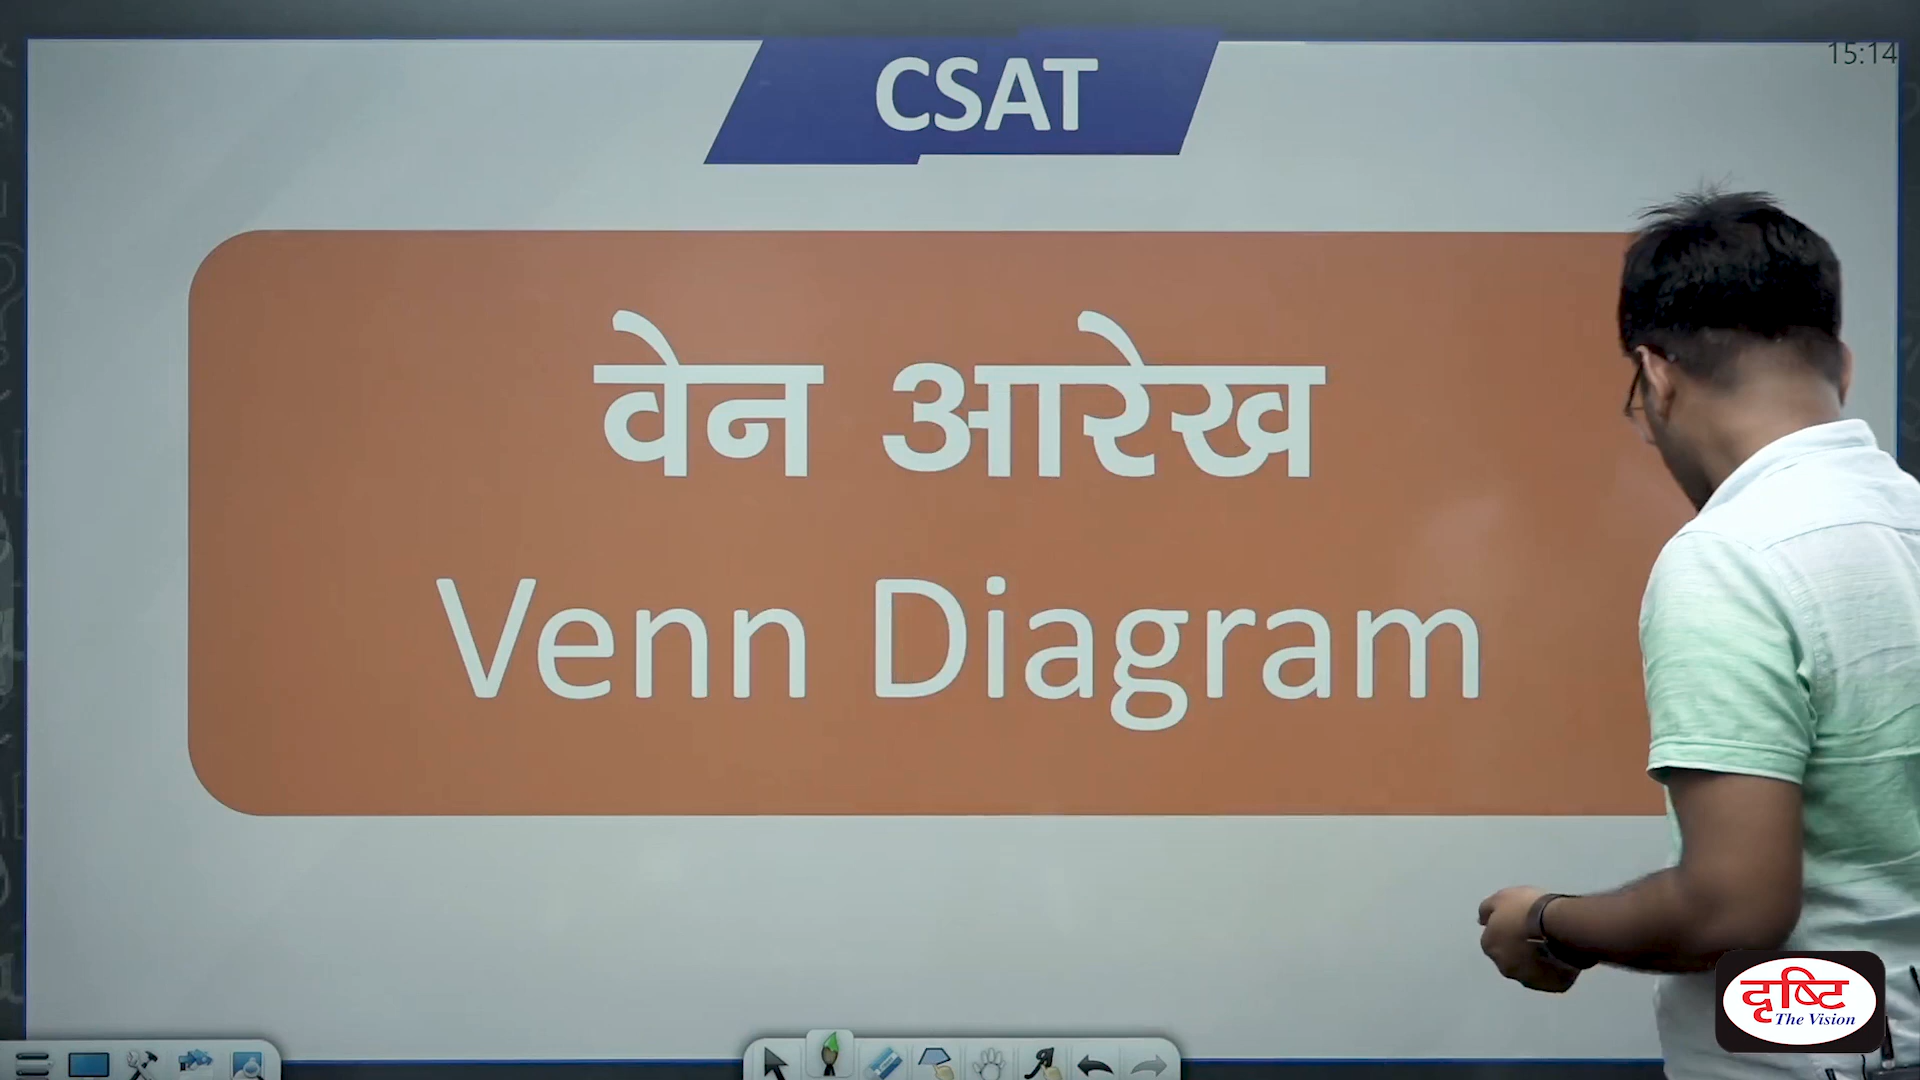 CSAT
15:14
वेन आरेख
Venn Diagram
दृष्टि
The Vision